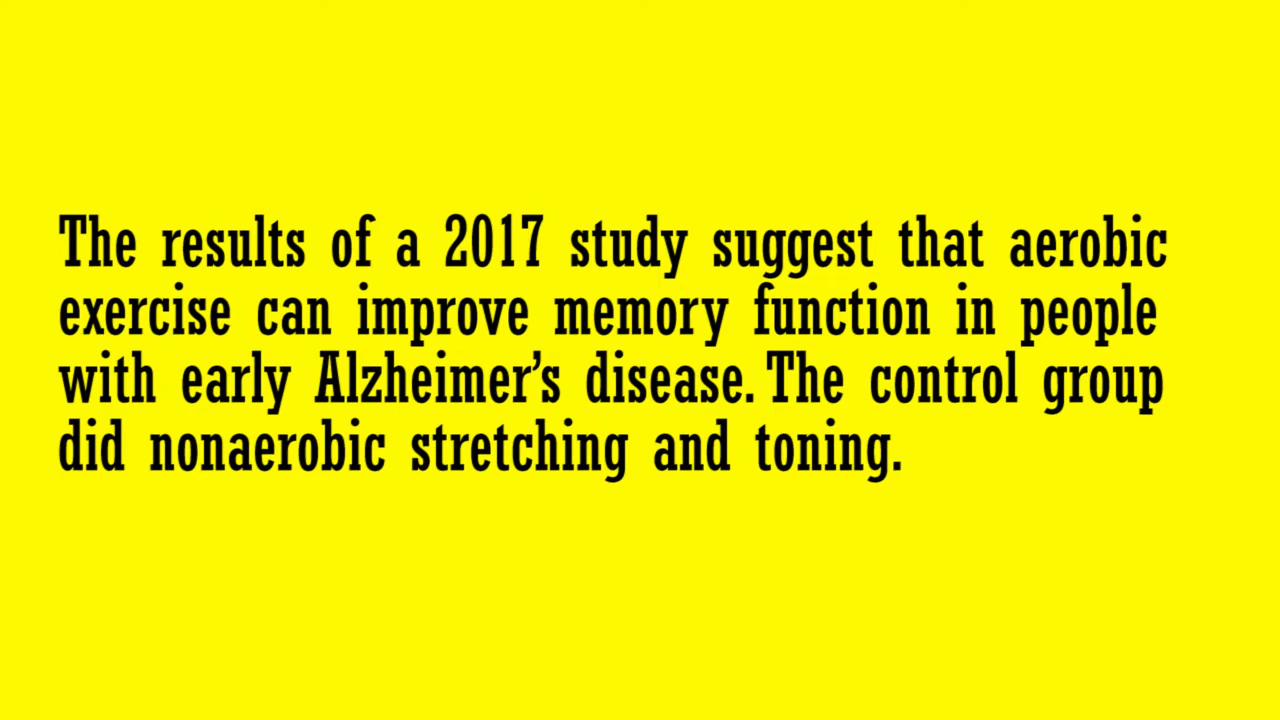 The results of a 2017 study suggest that aerobic
exercise can improve memory function in people
with early Alzheimer’s disease. The control group
did nonaerobic stretching and toning.